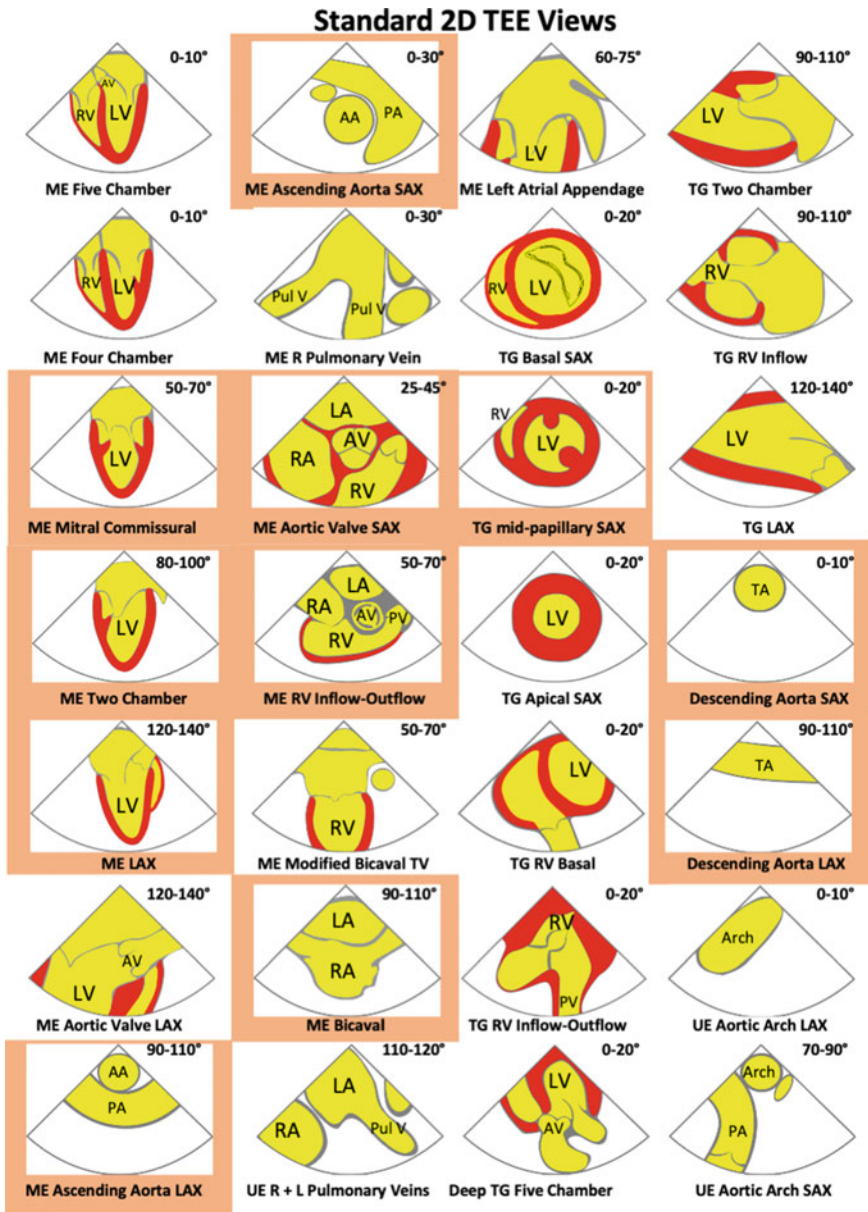 Standard 2D TEE Views
0-10°
AV
RV
LV
ME Five Chamber
0-30°
AA
PA
ME Ascending Aorta SAX
60-75°
LV
ME Left Atrial Appendage
90-110°
LV
TG Two Chamber
0-10°
RV
LV
ME Four Chamber
0-30°
Pul V
Pul V
ME R Pulmonary Vein
0-20°
RV
LV
TG Basal SAX
90-110°
RV
TG RV Inflow
50-70°
LV
ME Mitral Commissural
25-45°
LA
AV
RA
RV
ME Aortic Valve SAX
0-20°
RV
LV
TG mid-papillary SAX
120-140°
LV
TG LAX
80-100°
LV
ME Two Chamber
50-70°
LA
RA
AV
PV
RV
ME RV Inflow-Outflow
0-20°
LV
TG Apical SAX
0-10°
TA
Descending Aorta SAX
120-140°
LV
ME LAX
50-70°
RV
ME Modified Bicaval TV
0-20°
LV
TG RV Basal
90-110°
TA
Descending Aorta LAX
120-140°
AV
LV
ME Aortic Valve LAX
90-110°
LA
RA
ME Bicaval
0-20°
RV
PV
TG RV Inflow-Outflow
0-10°
Arch
UE Aortic Arch LAX
90-110°
AA
PA
ME Ascending Aorta LAX
110-120°
LA
RA
Pul V
UE R + L Pulmonary Veins
0-20°
LV
AV
Deep TG Five Chamber
70-90°
Arch
PA
UE Aortic Arch SAX